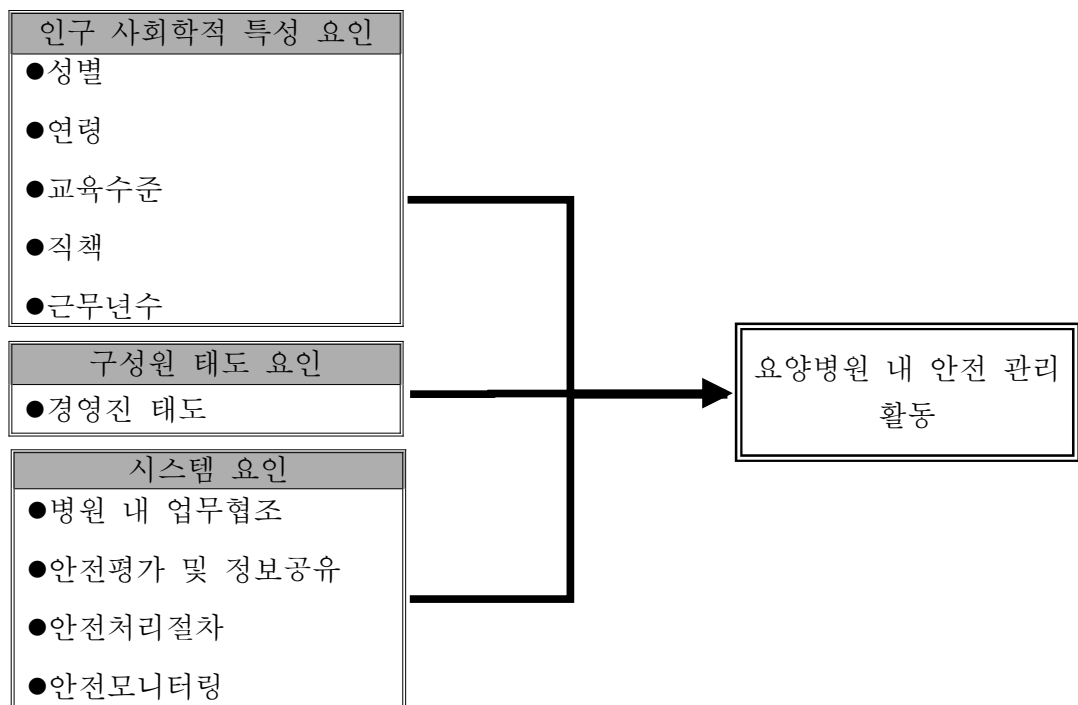 인구 사회학적 특성 요인
●성별
●연령
●교육수준
●직책
●근무년수
구성원 태도 요인
●경영진 태도
시스템 요인
●병원 내 업무협조
●안전평가 및 정보공유
●안전처리절차
●안전모니터링
요양병원 내 안전 관리
활동